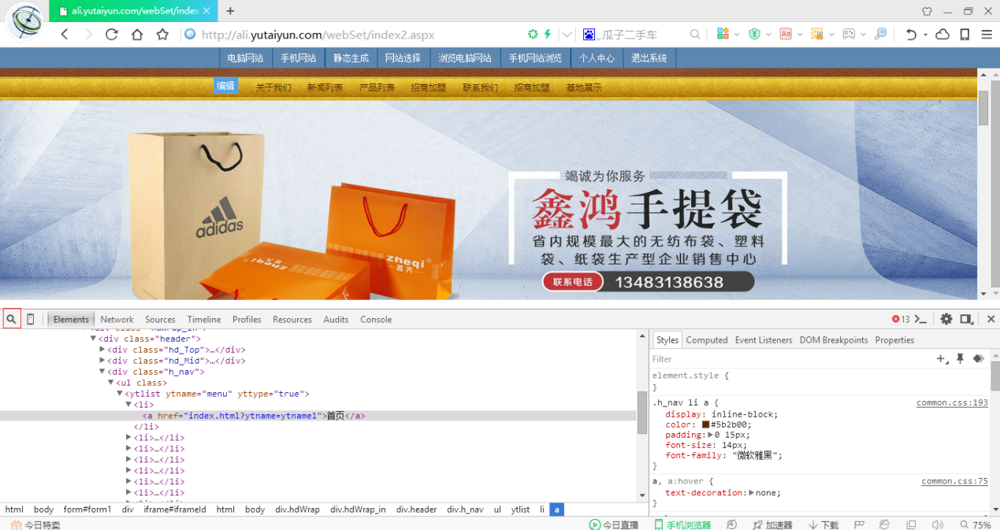 ali.yutaiyun.com/webSet/index
http://ali.yutaiyun.com/webSet/index2.aspx
瓜子二手车
电脑网站 手机网站 静态生成 网站选择 浏览电脑网站 手机网站浏览 个人中心 退出系统
编辑 关于我们 新闻列表 产品列表 招商加盟 联系我们 招商加盟 基地展示
adidas
zheqi
zheqi
竭诚为你服务
鑫鸿手提袋
省内规模最大的无纺布袋、塑料
袋、纸袋生产型企业销售中心
联系电话 13483138638
Elements Network Sources Timeline Profiles Resources Audits Console 13
<div class="header">
<div class="hd_Top">…</div>
<div class="hd_Mid">…</div>
<div class="h_nav">
<ul class>
<ytlist ytname="menu" yttype="true">
<li>
<a href="index.html?ytname=ytname1">首页</a>
</li>
<li>…</li>
<li>…</li>
<li>…</li>
<li>…</li>
<li>…</li>
<li>…</li>
html body form#form1 div iframe#iframeId html body div.hdWrap div.hdWrap_in div.header div.h_nav ul ytlist li a
Styles Computed Event Listeners DOM Breakpoints Properties
Filter
element.style {
}
.h_nav li a { common.css:193
display: inline-block;
color: #5b2b00;
padding: 0 15px;
font-size: 14px;
font-family: "微软雅黑";
}
a, a:hover { common.css:75
text-decoration: none;
}
今日特卖 今日直播 手机浏览器 加速器 下载 75%